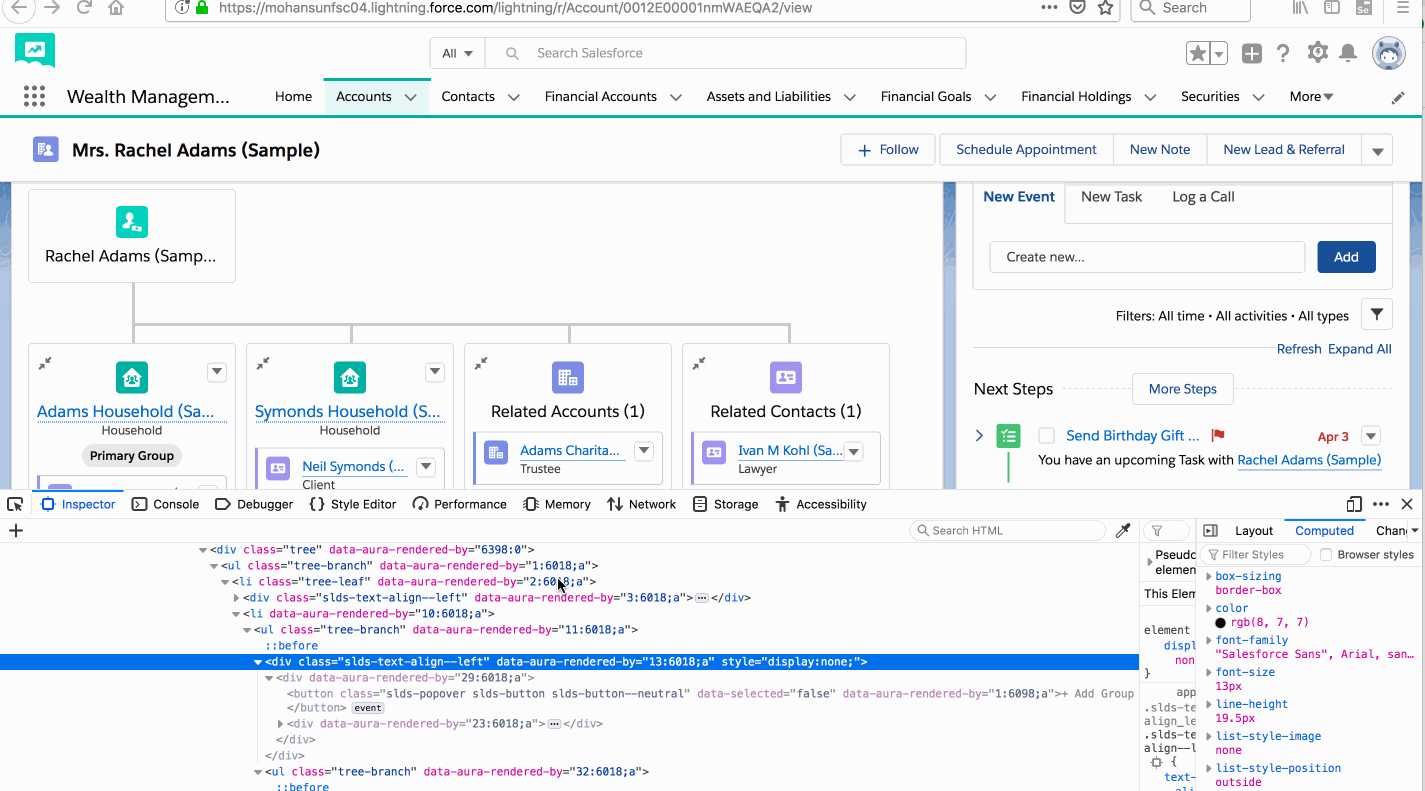 https://mohansunfsc04.lightning.force.com/lightning/r/Account/0012E00001nmWAEQA2/view
Search
All
Search Salesforce
Wealth Managem...
Home
Accounts
Contacts
Financial Accounts
Assets and Liabilities
Financial Goals
Financial Holdings
Securities
More
Mrs. Rachel Adams (Sample)
+ Follow
Schedule Appointment
New Note
New Lead & Referral
Rachel Adams (Samp...
New Event
New Task
Log a Call
Create new...
Add
Filters: All time • All activities • All types
Refresh
Expand All
Adams Household (Sa...
Household
Primary Group
Symonds Household (S...
Household
Neil Symonds (...
Client
Related Accounts (1)
Adams Charita...
Trustee
Related Contacts (1)
Ivan M Kohl (Sa...
Lawyer
Next Steps
More Steps
Send Birthday Gift ...
Apr 3
You have an upcoming Task with Rachel Adams (Sample)
Inspector
Console
Debugger
{} Style Editor
Performance
Memory
Network
Storage
Accessibility
+
Search HTML
<div class="tree" data-aura-rendered-by="6398:0">
<ul class="tree-branch" data-aura-rendered-by="1:6018;a">
<li class="tree-leaf" data-aura-rendered-by="2:6018;a">
<div class="slds-text-align--left" data-aura-rendered-by="3:6018;a"> ... </div>
<li data-aura-rendered-by="10:6018;a">
<ul class="tree-branch" data-aura-rendered-by="11:6018;a">
::before
<div class="slds-text-align--left" data-aura-rendered-by="13:6018;a" style="display:none;">
<div data-aura-rendered-by="29:6018;a">
<button class="slds-popover slds-button slds-button--neutral" data-selected="false" data-aura-rendered-by="1:6098;a">+ Add Group
</button> event
<div data-aura-rendered-by="23:6018;a"> ... </div>
</div>
</div>
<ul class="tree-branch" data-aura-rendered-by="32:6018;a">
::before
Pseudo
elemen
This Elem
element
displ
non
}
app
.slds-te
align_le
.slds-te
align--l
{
text-
Layout
Computed
Chang
Filter Styles
Browser styles
box-sizing
border-box
color
rgb(8, 7, 7)
font-family
"Salesforce Sans", Arial, san...
font-size
13px
line-height
19.5px
list-style-image
none
list-style-position
outside